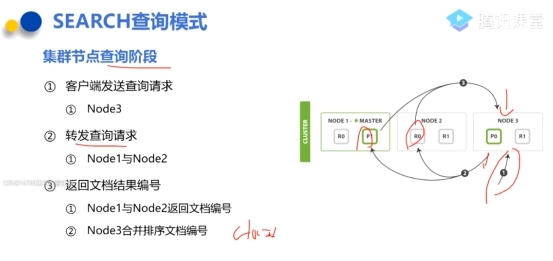 SEARCH查询模式
腾讯课堂
集群节点查询阶段
① 客户端发送查询请求
① Node3
② 转发查询请求
① Node1与Node2
③ 返回文档结果编号
① Node1与Node2返回文档编号
② Node3合并排序文档编号
CLUSTER
NODE 1 - ★ MASTER
R0
P1
NODE 2
R0
R1
NODE 3
P0
R1
3
2
1